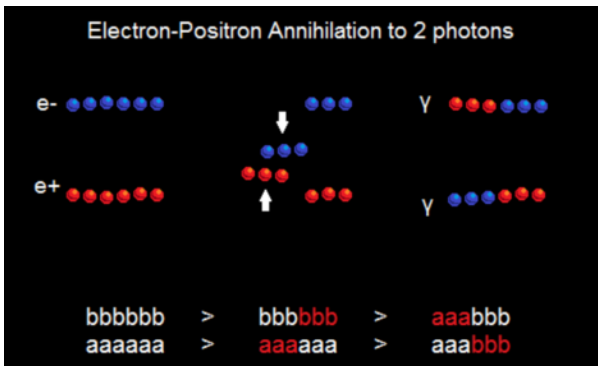 Electron-Positron Annihilation to 2 photons
e-
γ
e+
γ
bbbbbb > bbbbbb > aaabbb
aaaaaa > aaaaaa > aaabbb